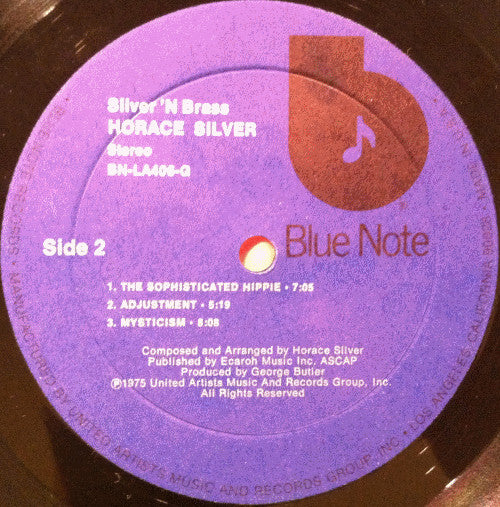 Silver 'N Brass
HORACE SILVER
Stereo
BN-LA406-G
Side 2
Blue Note
1. THE SOPHISTICATED HIPPIE • 7:05
2. ADJUSTMENT • 5:19
3. MYSTICISM • 8:08
Composed and Arranged by Horace Silver
Published by Ecaroh Music Inc. ASCAP
Produced by George Butler
℗1975 United Artists Music And Records Group, Inc.
All Rights Reserved
MANUFACTURED BY UNITED ARTISTS MUSIC AND RECORDS GROUP, INC. • LOS ANGELES, CALIFORNIA 90028